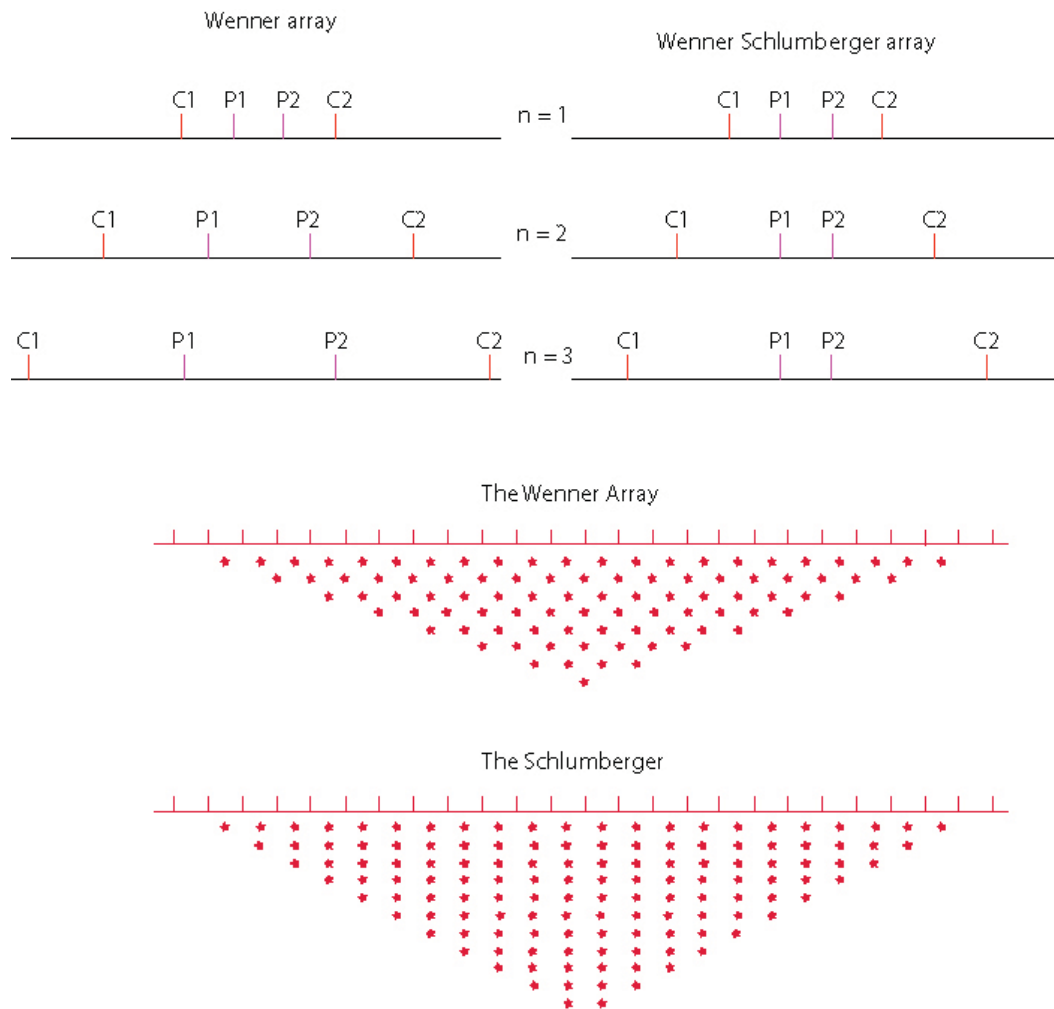 Wenner array
Wenner Schlumberger array
C1 P1 P2 C2 n = 1 C1 P1 P2 C2
C1 P1 P2 C2 n = 2 C1 P1 P2 C2
C1 P1 P2 C2 n = 3 C1 P1 P2 C2
The Wenner Array
The Schlumberger